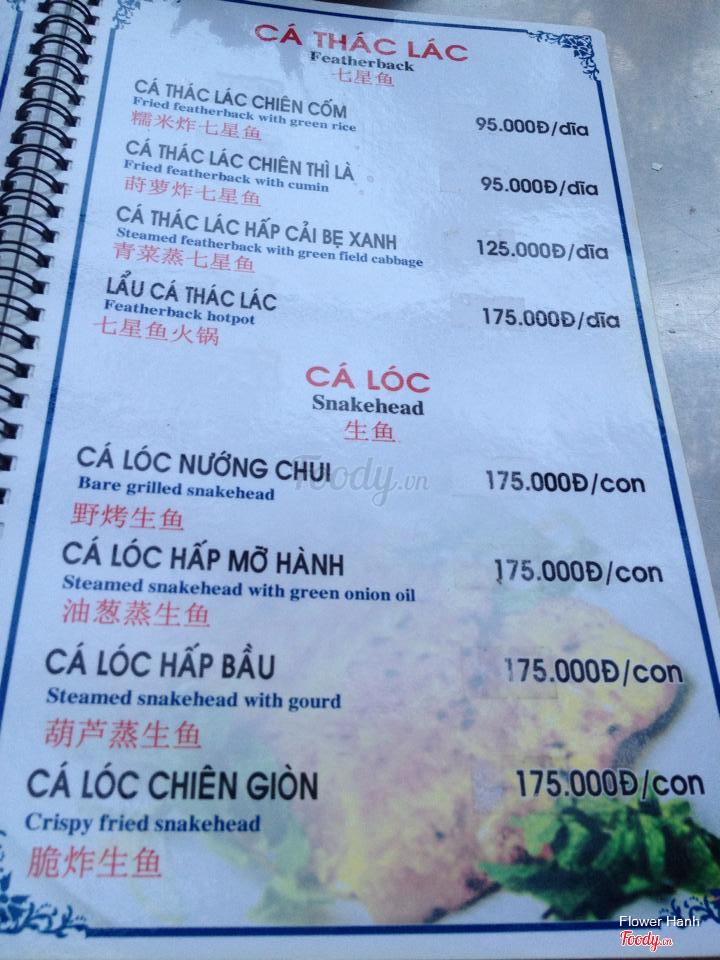 CÁ THÁC LÁC
Featherback
七星鱼
CÁ THÁC LÁC CHIÊN CỐM
Fried featherback with green rice
糯米炸七星鱼
95.000Đ/dĩa
CÁ THÁC LÁC CHIÊN THÌ LÀ
Fried featherback with cumin
莳萝炸七星鱼
95.000Đ/dĩa
CÁ THÁC LÁC HẤP CẢI BẸ XANH
Steamed featherback with green field cabbage
青菜蒸七星鱼
125.000Đ/dĩa
LẨU CÁ THÁC LÁC
Featherback hotpot
七星鱼火锅
175.000Đ/dĩa
CÁ LÓC
Snakehead
生鱼
CÁ LÓC NƯỚNG CHUI
Bare grilled snakehead
野烤生鱼
175.000Đ/con
CÁ LÓC HẤP MỠ HÀNH
Steamed snakehead with green onion oil
油葱蒸生鱼
175.000Đ/con
CÁ LÓC HẤP BẦU
Steamed snakehead with gourd
葫芦蒸生鱼
175.000Đ/con
CÁ LÓC CHIÊN GIÒN
Crispy fried snakehead
脆炸生鱼
175.000Đ/con
Foody.vn
Flower Hanh
Foody.vn